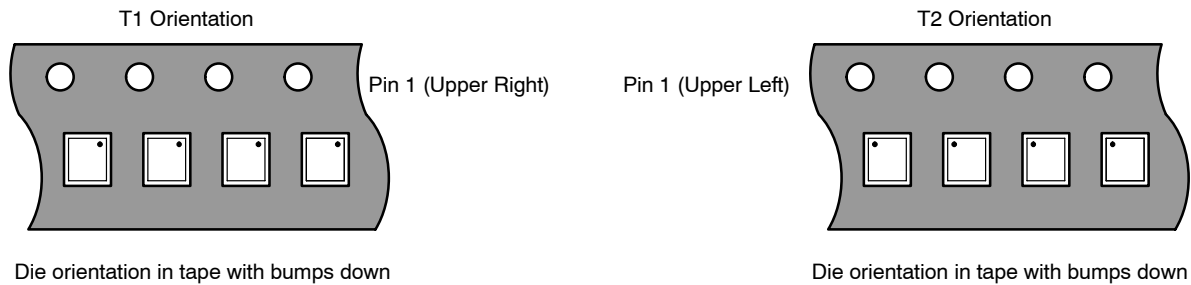 T1 Orientation
T2 Orientation
Pin 1 (Upper Right)
Pin 1 (Upper Left)
Die orientation in tape with bumps down
Die orientation in tape with bumps down